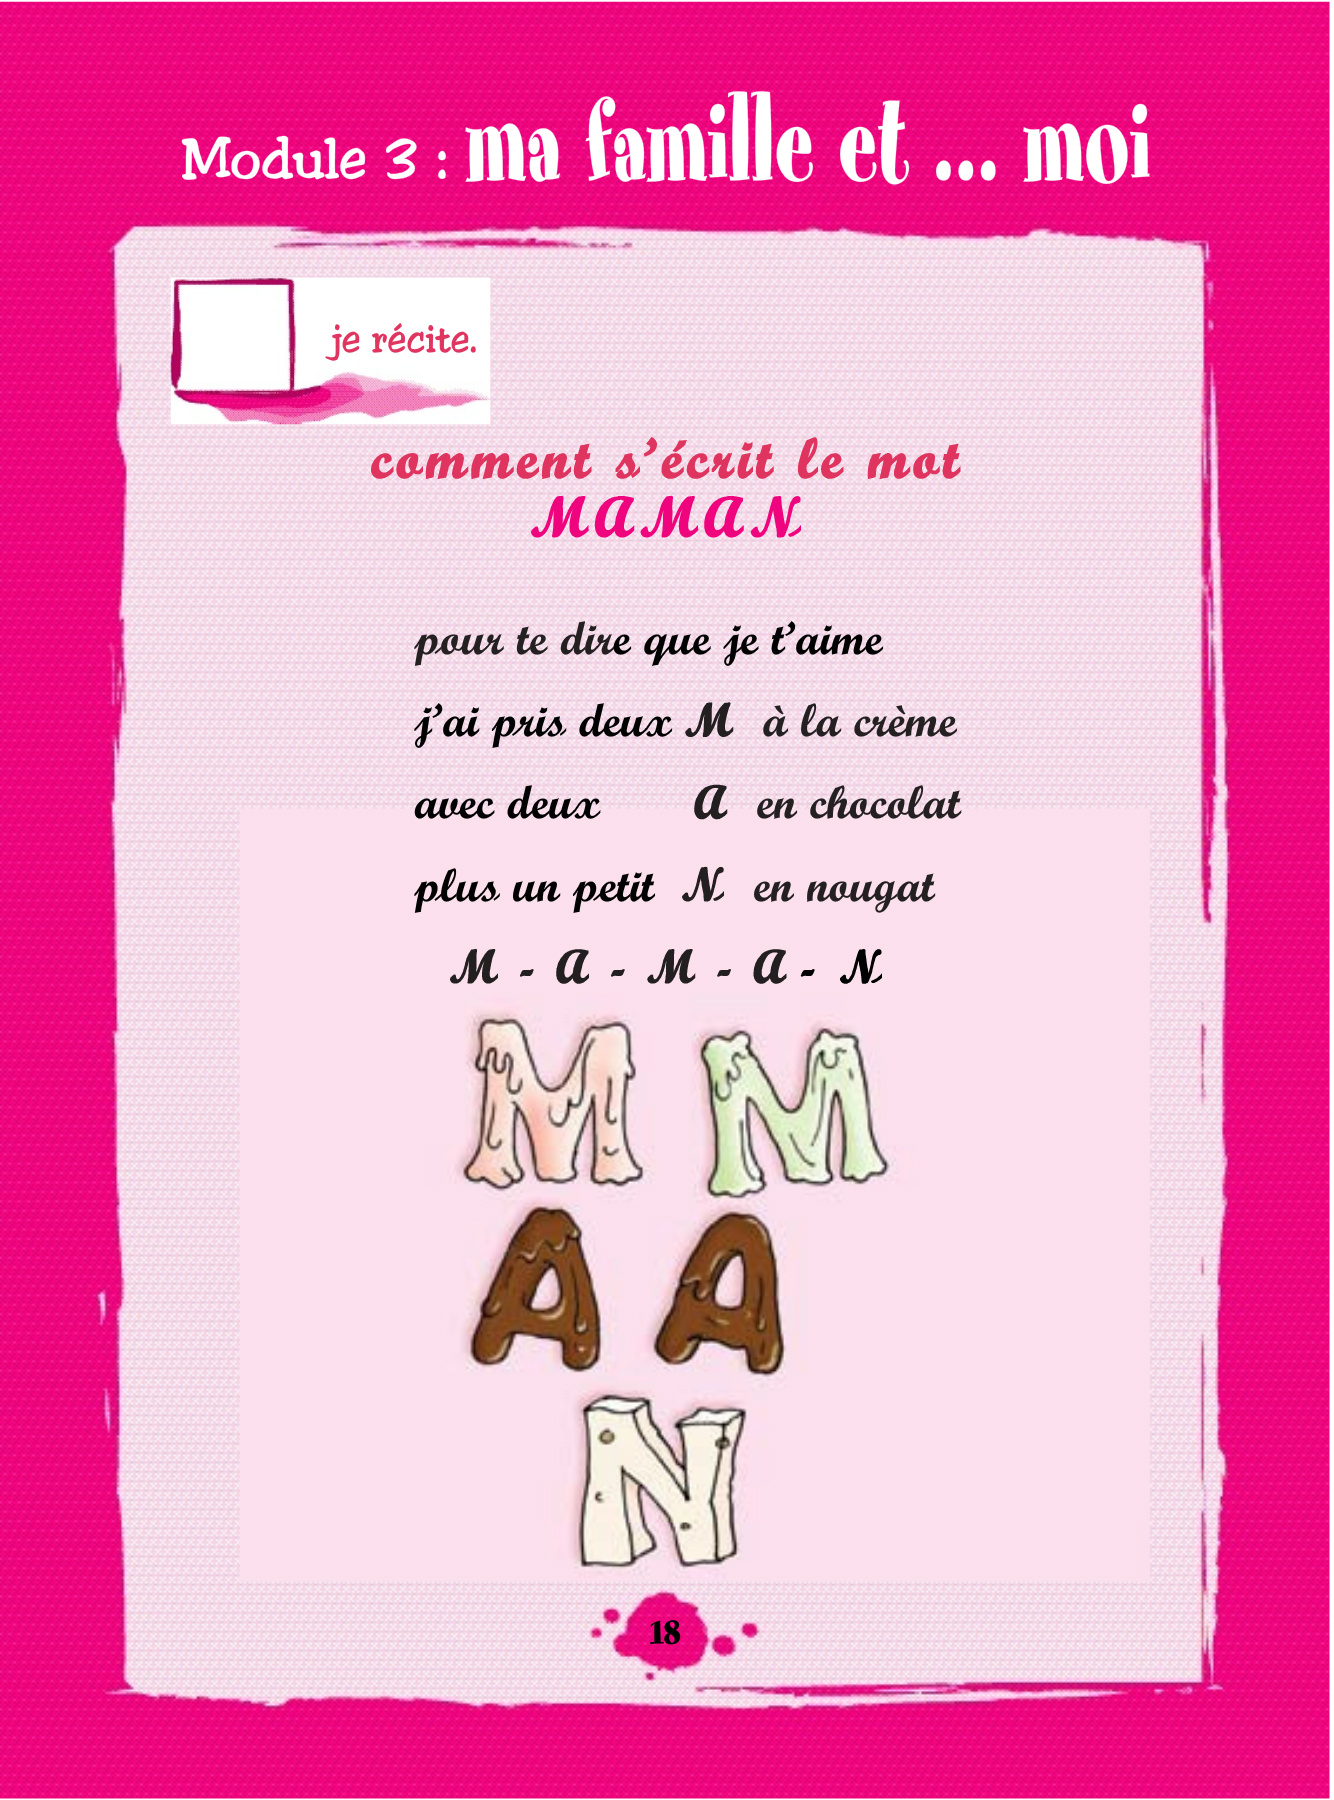 Module 3 : ma famille et ... moi
je récite.
comment s'écrit le mot
MAMAN
pour te dire que je t'aime
j'ai pris deux M à la crème
avec deux A en chocolat
plus un petit N en nougat
M - A - M - A - N
M M
A A
N
18